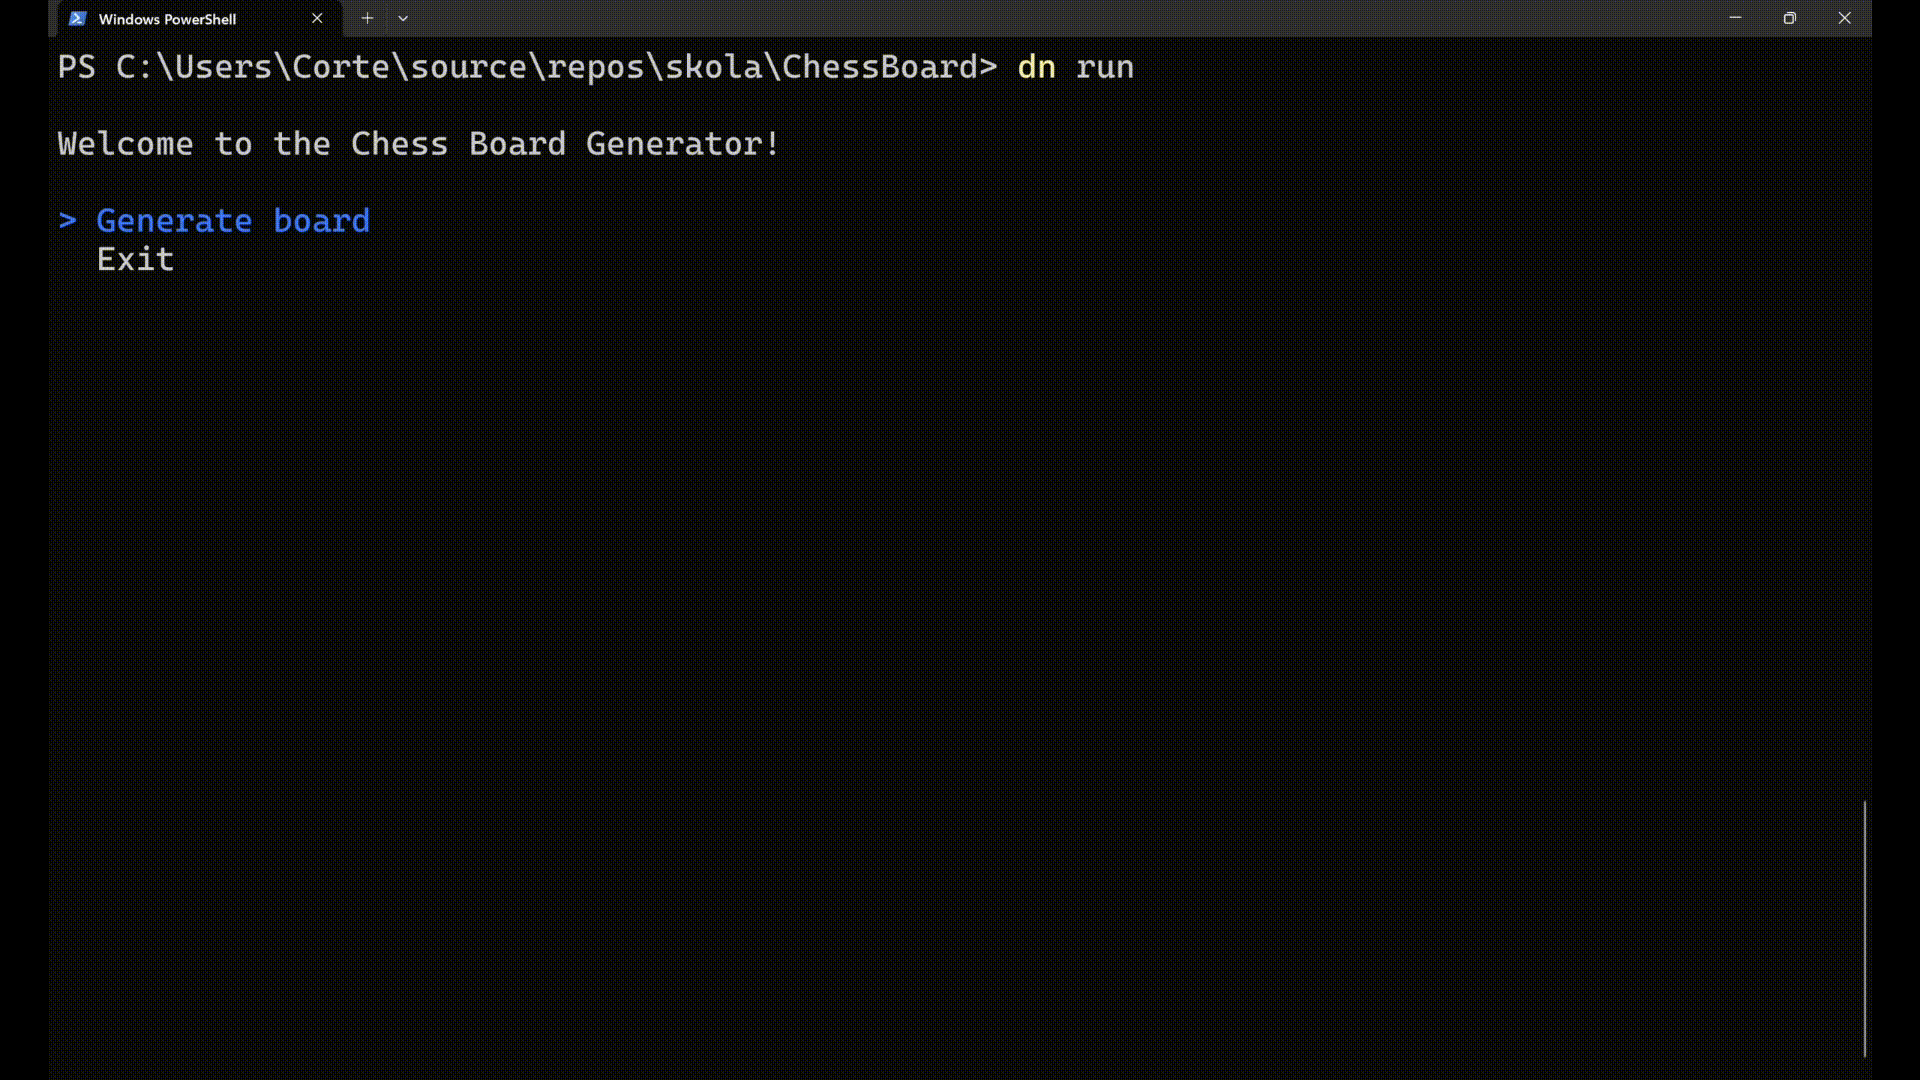 Windows PowerShell
PS C:\Users\Corte\source\repos\skola\ChessBoard> dn run
Welcome to the Chess Board Generator!
> Generate board
Exit